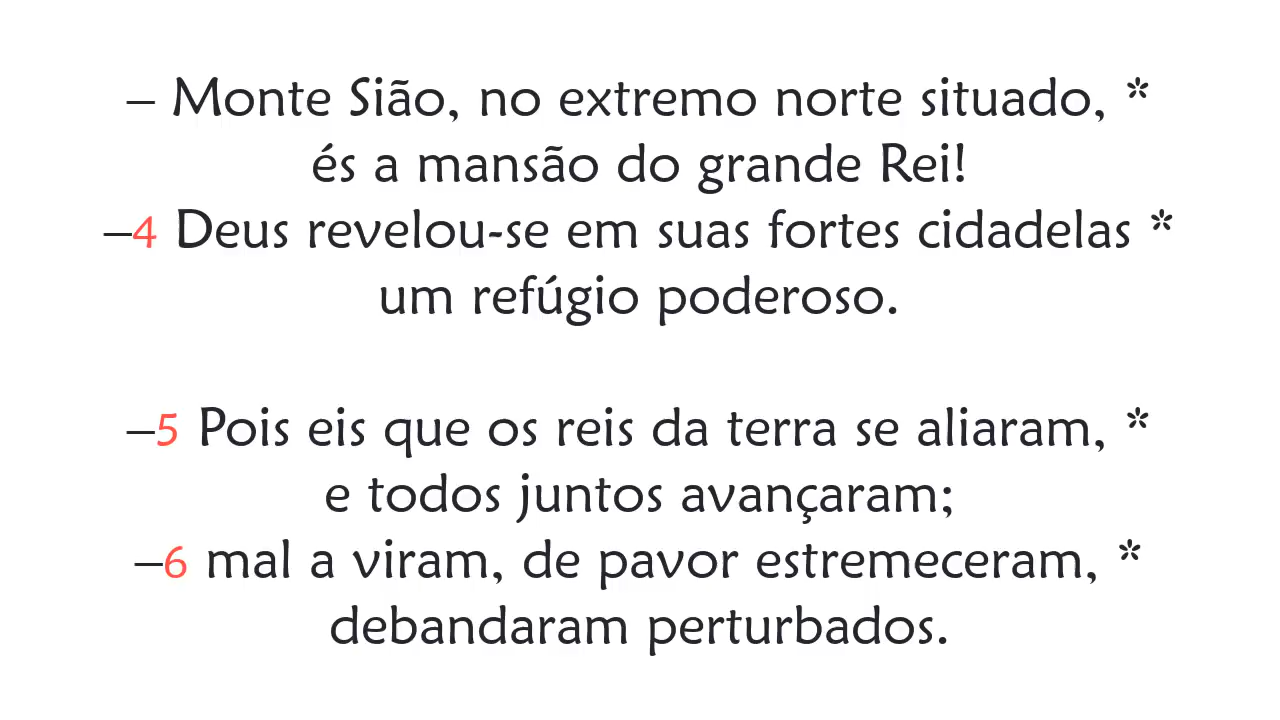 – Monte Sião, no extremo norte situado, *
és a mansão do grande Rei!
–4 Deus revelou-se em suas fortes cidadelas *
um refúgio poderoso.
–5 Pois eis que os reis da terra se aliaram, *
e todos juntos avançaram;
–6 mal a viram, de pavor estremeceram, *
debandaram perturbados.